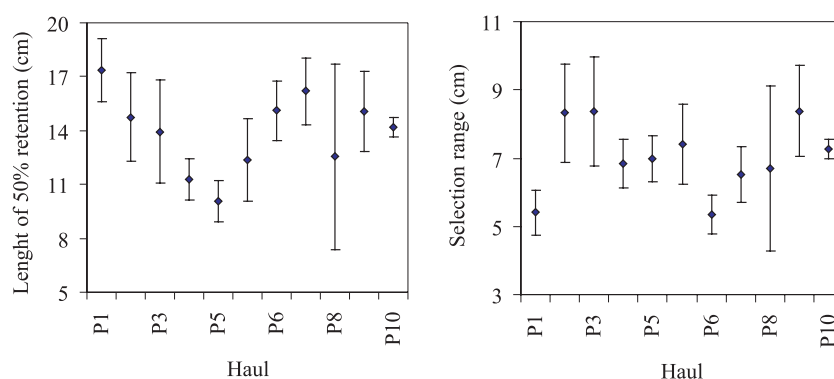 Lenght of 50% retention (cm)
20
17
14
11
8
5
P1
P3
P5
P6
P8
P10
Haul
Selection range (cm)
11
9
7
5
3
P1
P3
P5
P6
P8
P10
Haul